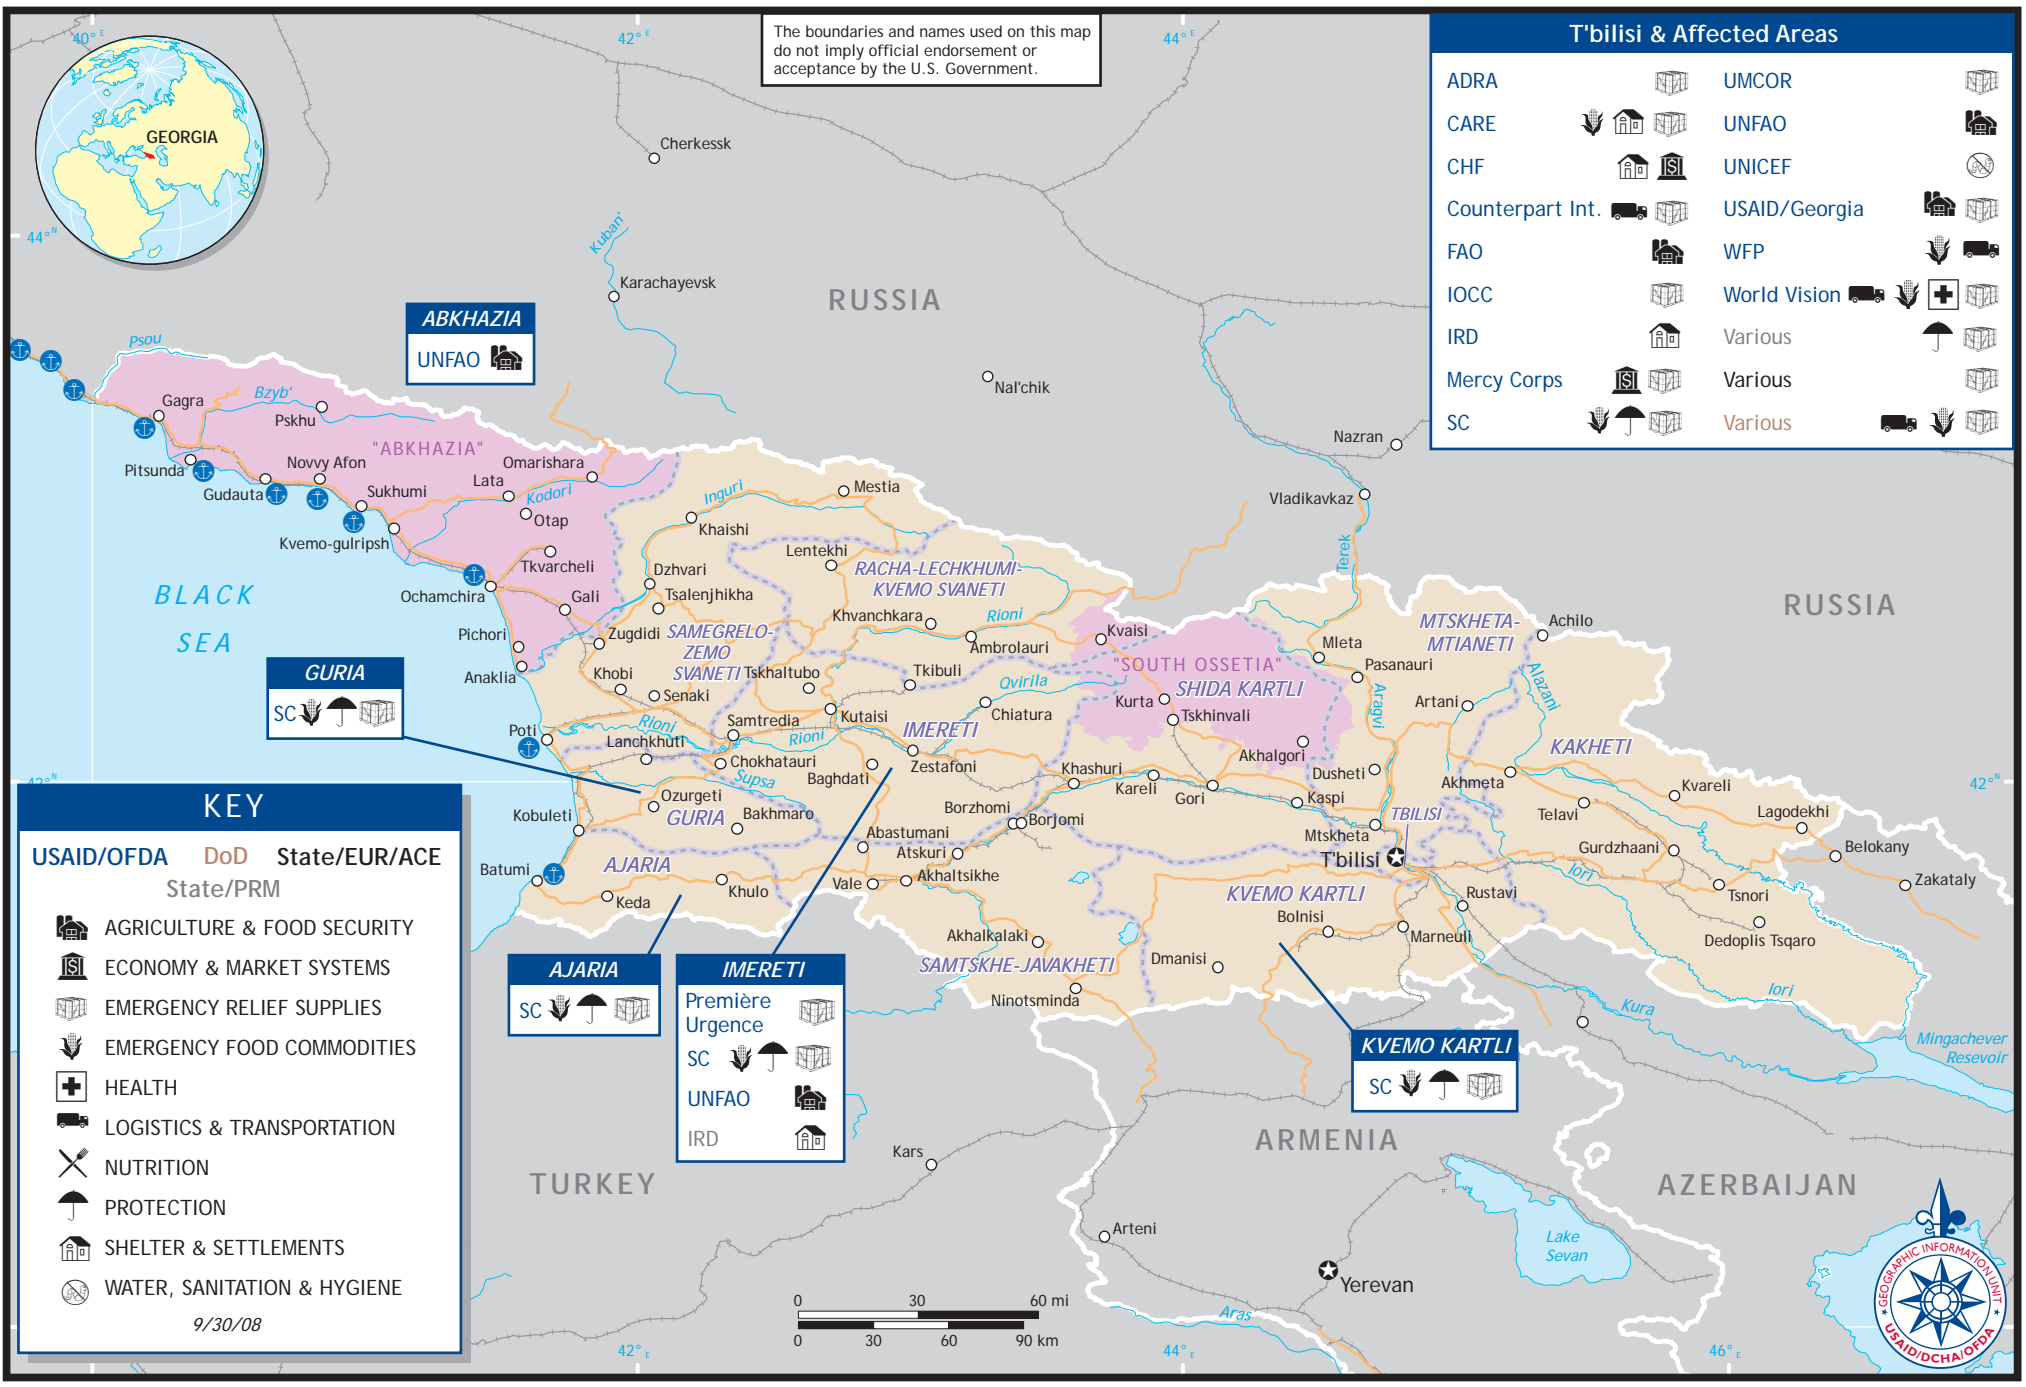 40° E
42° E
44° E
The boundaries and names used on this map
do not imply official endorsement or
acceptance by the U.S. Government.
T'bilisi & Affected Areas
ADRA
CARE
CHF
Counterpart Int.
FAO
IOCC
IRD
Mercy Corps
SC
UMCOR
UNFAO
UNICEF
USAID/Georgia
WFP
World Vision
Various
Various
Various
GEORGIA
44° N
Cherkessk
Kuban'
Karachayevsk
RUSSIA
Nal'chik
Nazran
Vladikavkaz
Terek
RUSSIA
ABKHAZIA
UNFAO
Psou
Gagra
Bzyb'
Pskhu
"ABKHAZIA"
Pitsunda
Novvy Afon
Gudauta
Sukhumi
Lata
Omarishara
Kodori
Otap
Kvemo-gulripsh
Tkvarcheli
Ochamchira
Gali
Pichori
Anaklia
BLACK
SEA
Inguri
Mestia
Khaishi
Lentekhi
RACHA-LECHKHUMI-
KVEMO SVANETI
Dzhvari
Tsalenjhikha
Khvanchkara
Rioni
Zugdidi
SAMEGRELO-
ZEMO
SVANETI
Ambrolauri
Kvaisi
Khobi
Senaki
Tskhaltubo
Tkibuli
Qvirila
"SOUTH OSSETIA"
SHIDA KARTLI
Kurta
Tskhinvali
Akhalgori
Mleta
Pasanauri
MTSKHETA-
MTIANETI
Achilo
Alazani
Artani
Aragvi
KAKHETI
GURIA
SC
Poti
Rioni
Samtredia
Kutaisi
Chiatura
IMERETI
Lanchkhuti
Rioni
Chokhatauri
Supsa
Baghdati
Zestafoni
Khashuri
Kareli
Gori
Kaspi
Dusheti
Akhmeta
Kvareli
Telavi
Lagodekhi
42° N
42° N
Kobuleti
Ozurgeti
GURIA
Bakhmaro
Borzhomi
Borjomi
Abastumani
Atskuri
Mtskheta
TBILISI
T'bilisi
Gurdzhaani
Belokany
Zakataly
Batumi
AJARIA
Keda
Khulo
Vale
Akhaltsikhe
KVEMO KARTLI
Rustavi
Iori
Tsnori
Bolnisi
Marneuli
Dedoplis Tsqaro
Akhalkalaki
SAMTSKHE-JAVAKHETI
Dmanisi
Ninotsminda
Iori
Kura
Mingachever
Resevoir
AJARIA
SC
IMERETI
Première
Urgence
SC
UNFAO
IRD
KVEMO KARTLI
SC
TURKEY
Kars
ARMENIA
AZERBAIJAN
Arteni
Yerevan
Lake
Sevan
Aras
0 30 60 mi
0 30 60 90 km
42° E
44° E
46° E
KEY
USAID/OFDA DoD State/EUR/ACE
State/PRM
AGRICULTURE & FOOD SECURITY
ECONOMY & MARKET SYSTEMS
EMERGENCY RELIEF SUPPLIES
EMERGENCY FOOD COMMODITIES
HEALTH
LOGISTICS & TRANSPORTATION
NUTRITION
PROTECTION
SHELTER & SETTLEMENTS
WATER, SANITATION & HYGIENE
9/30/08
GEOGRAPHIC INFORMATION UNIT
USAID/DCHA/OFDA